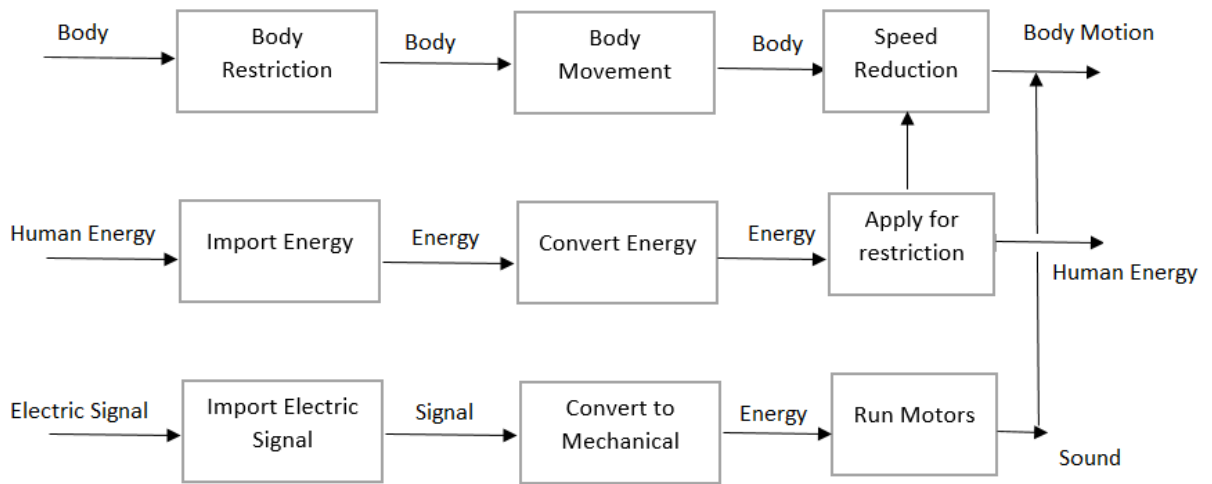 Body
Body
Restriction
Body
Body
Movement
Body
Speed
Reduction
Body Motion
Human Energy
Import Energy
Energy
Convert Energy
Energy
Apply for
restriction
Human Energy
Electric Signal
Import Electric
Signal
Signal
Convert to
Mechanical
Energy
Run Motors
Sound